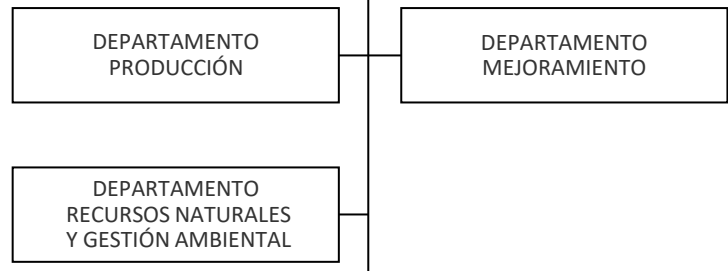 DEPARTAMENTO
PRODUCCIÓN
DEPARTAMENTO
MEJORAMIENTO
DEPARTAMENTO
RECURSOS NATURALES
Y GESTIÓN AMBIENTAL